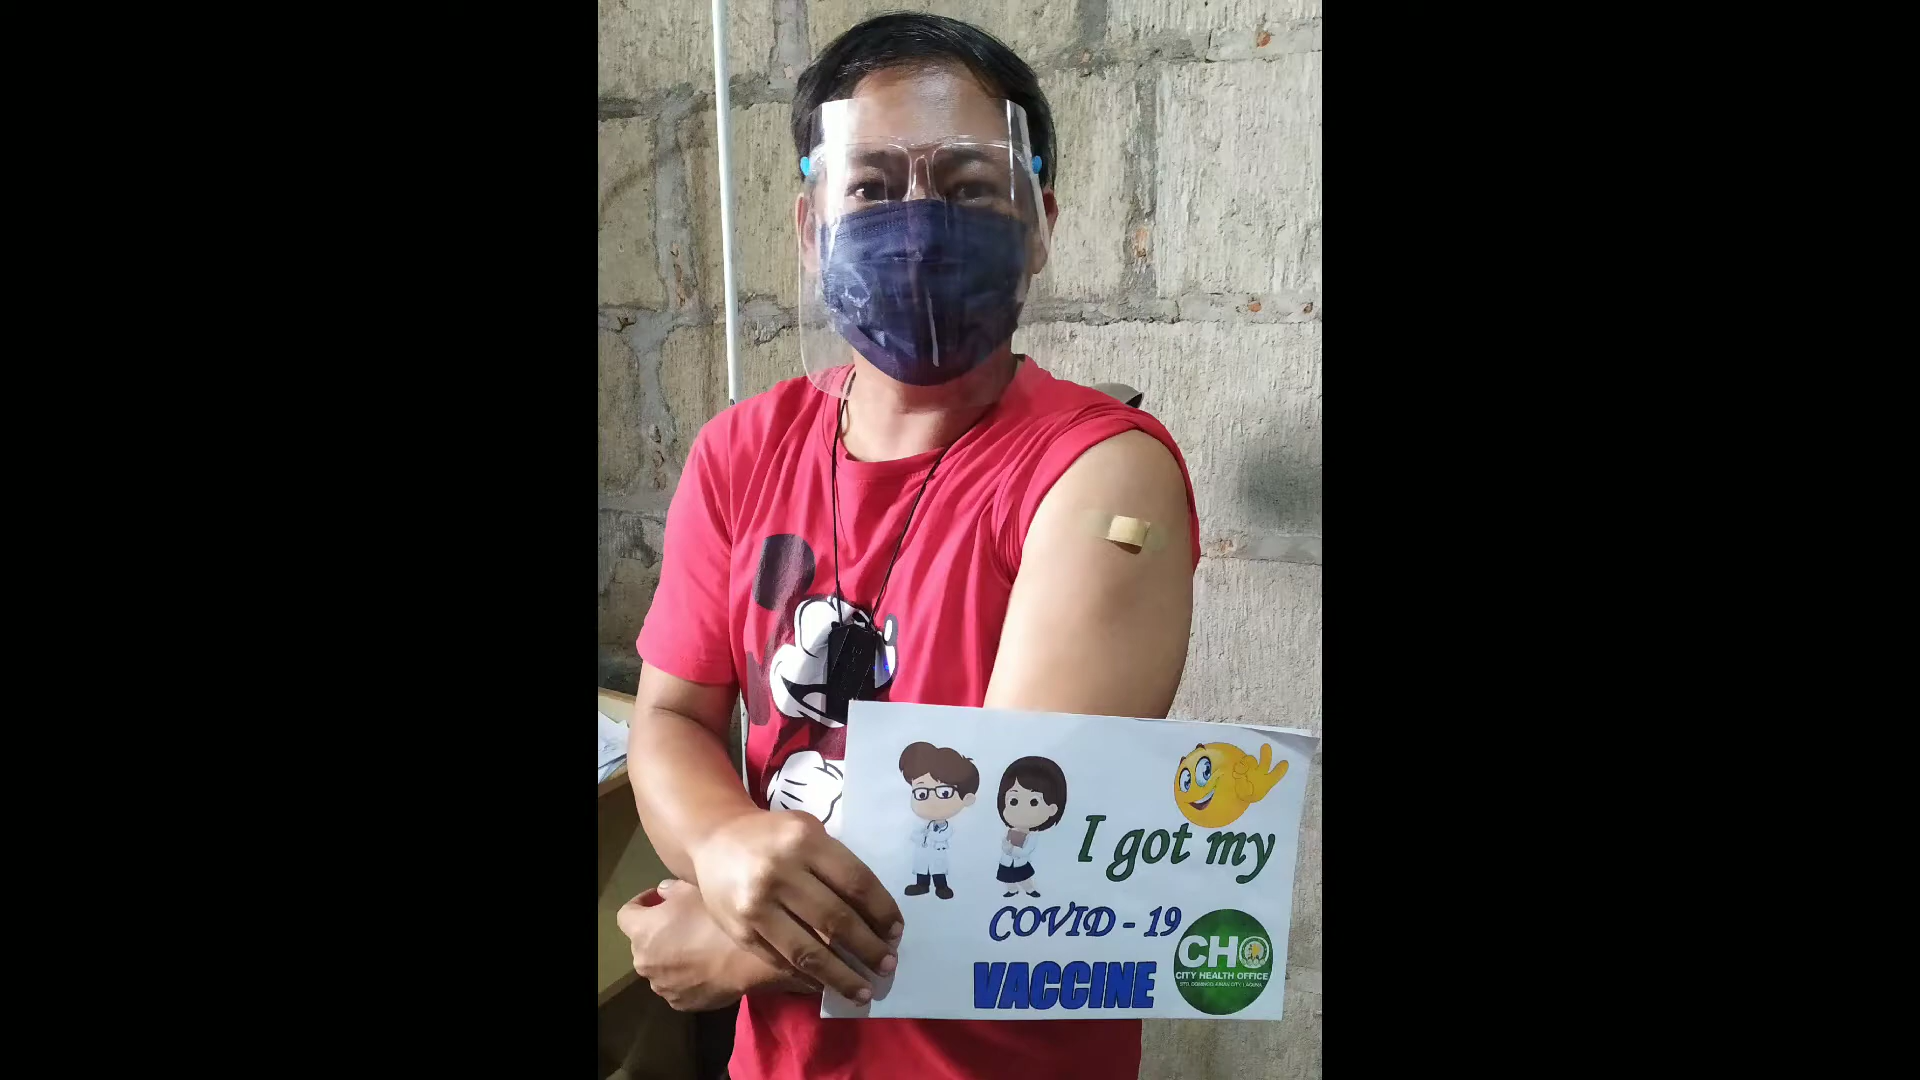 I got my
COVID - 19
VACCINE
CHO
CITY HEALTH OFFICE